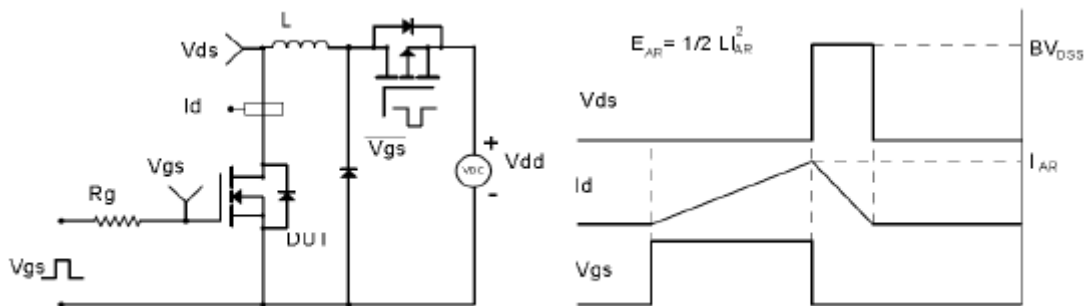 L
Vds
Id
Vgs
Rg
DUT
Vgs
Vgs
+
VDC
Vdd
-
E_AR = 1/2 LI_AR^2
BV_DSS
Vds
I_AR
Id
Vgs